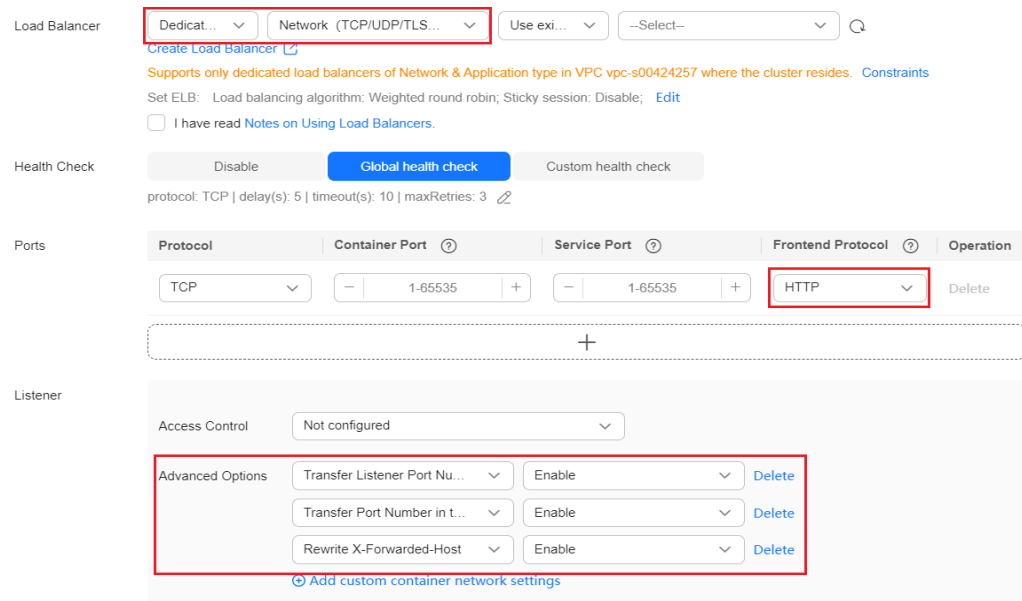 Load Balancer Dedicat... Network (TCP/UDP/TLS... Use exi... --Select--
Create Load Balancer
Supports only dedicated load balancers of Network & Application type in VPC vpc-s00424257 where the cluster resides. Constraints
Set ELB: Load balancing algorithm: Weighted round robin; Sticky session: Disable; Edit
I have read Notes on Using Load Balancers.
Health Check Disable Global health check Custom health check
protocol: TCP | delay(s): 5 | timeout(s): 10 | maxRetries: 3
Ports Protocol Container Port ? Service Port ? Frontend Protocol ? Operation
TCP − 1-65535 + − 1-65535 + HTTP Delete
+
Listener
Access Control Not configured
Advanced Options Transfer Listener Port Nu... Enable Delete
Transfer Port Number in t... Enable Delete
Rewrite X-Forwarded-Host Enable Delete
Add custom container network settings